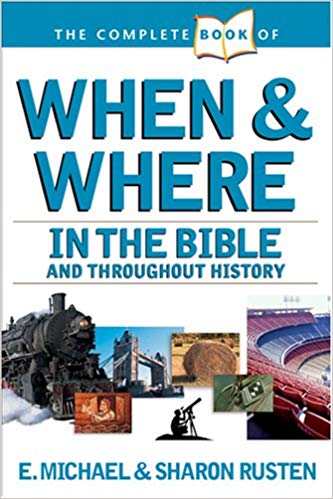 THE COMPLETE BOOK OF
WHEN &
WHERE
IN THE BIBLE
AND THROUGHOUT HISTORY
E. MICHAEL & SHARON RUSTEN